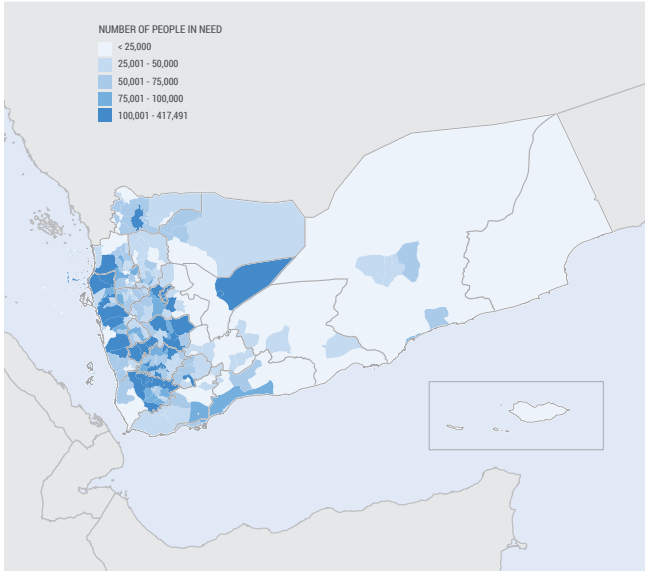 NUMBER OF PEOPLE IN NEED
< 25,000
25,001 - 50,000
50,001 - 75,000
75,001 - 100,000
100,001 - 417,491